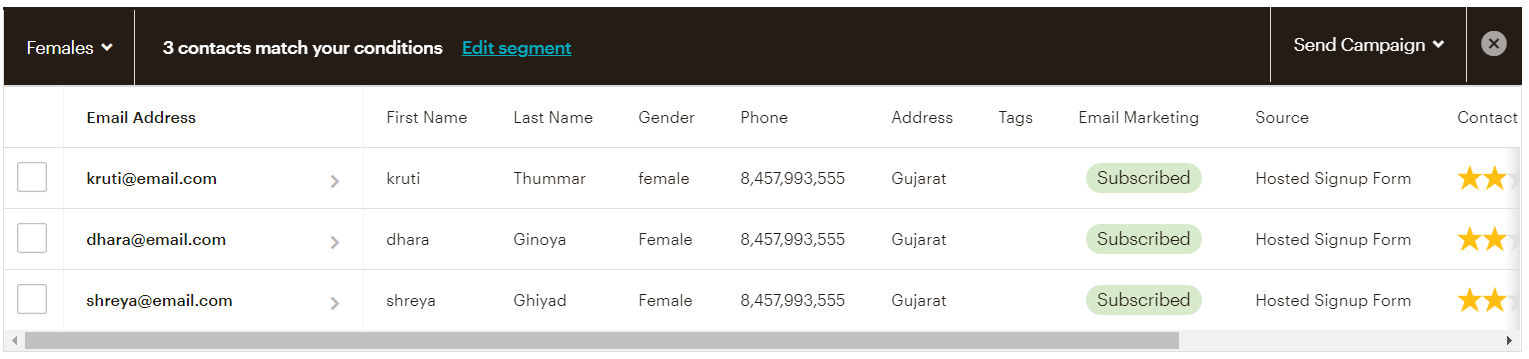 Females 3 contacts match your conditions Edit segment Send Campaign
Email Address First Name Last Name Gender Phone Address Tags Email Marketing Source Contact
kruti@email.com kruti Thummar female 8,457,993,555 Gujarat Subscribed Hosted Signup Form
dhara@email.com dhara Ginoya Female 8,457,993,555 Gujarat Subscribed Hosted Signup Form
shreya@email.com shreya Ghiyad Female 8,457,993,555 Gujarat Subscribed Hosted Signup Form